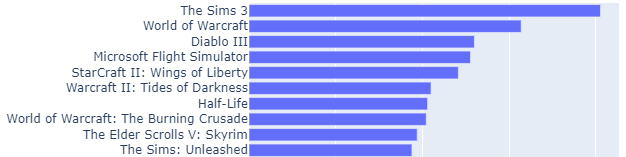 The Sims 3
World of Warcraft
Diablo III
Microsoft Flight Simulator
StarCraft II: Wings of Liberty
Warcraft II: Tides of Darkness
Half-Life
World of Warcraft: The Burning Crusade
The Elder Scrolls V: Skyrim
The Sims: Unleashed